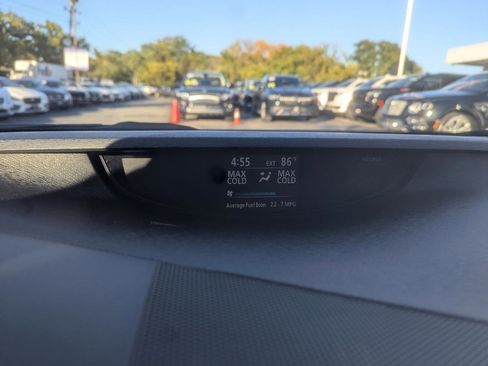 4:55 EXT 86°F
MAX MAX
COLD COLD
Average Fuel Econ 22.7 MPG